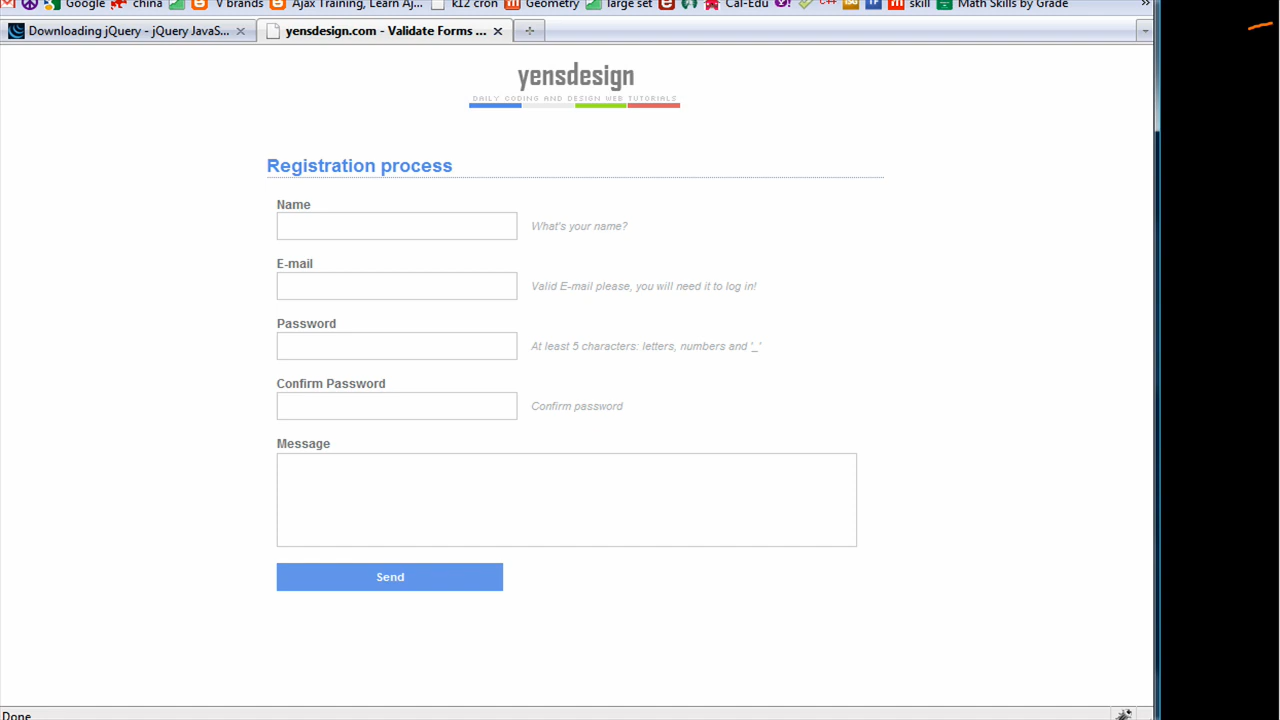 Google china V brands Ajax Training, Learn Aj... k12 cron Geometry large set Cal-Edu C++ skill Math Skills by Grade »
Downloading jQuery - jQuery JavaS... yensdesign.com - Validate Forms ...
yensdesign
DAILY CODING AND DESIGN WEB TUTORIALS
Registration process
Name
What's your name?
E-mail
Valid E-mail please, you will need it to log in!
Password
At least 5 characters: letters, numbers and '_'
Confirm Password
Confirm password
Message
Send
Done